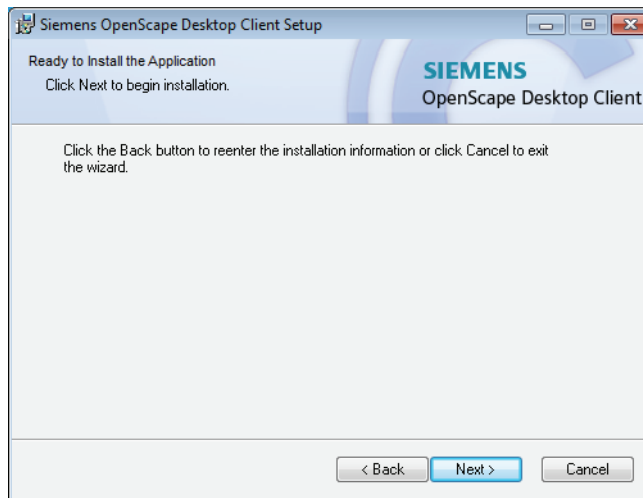 Siemens OpenScape Desktop Client Setup
Ready to Install the Application
Click Next to begin installation.
SIEMENS
OpenScape Desktop Client
Click the Back button to reenter the installation information or click Cancel to exit
the wizard.
< Back
Next >
Cancel